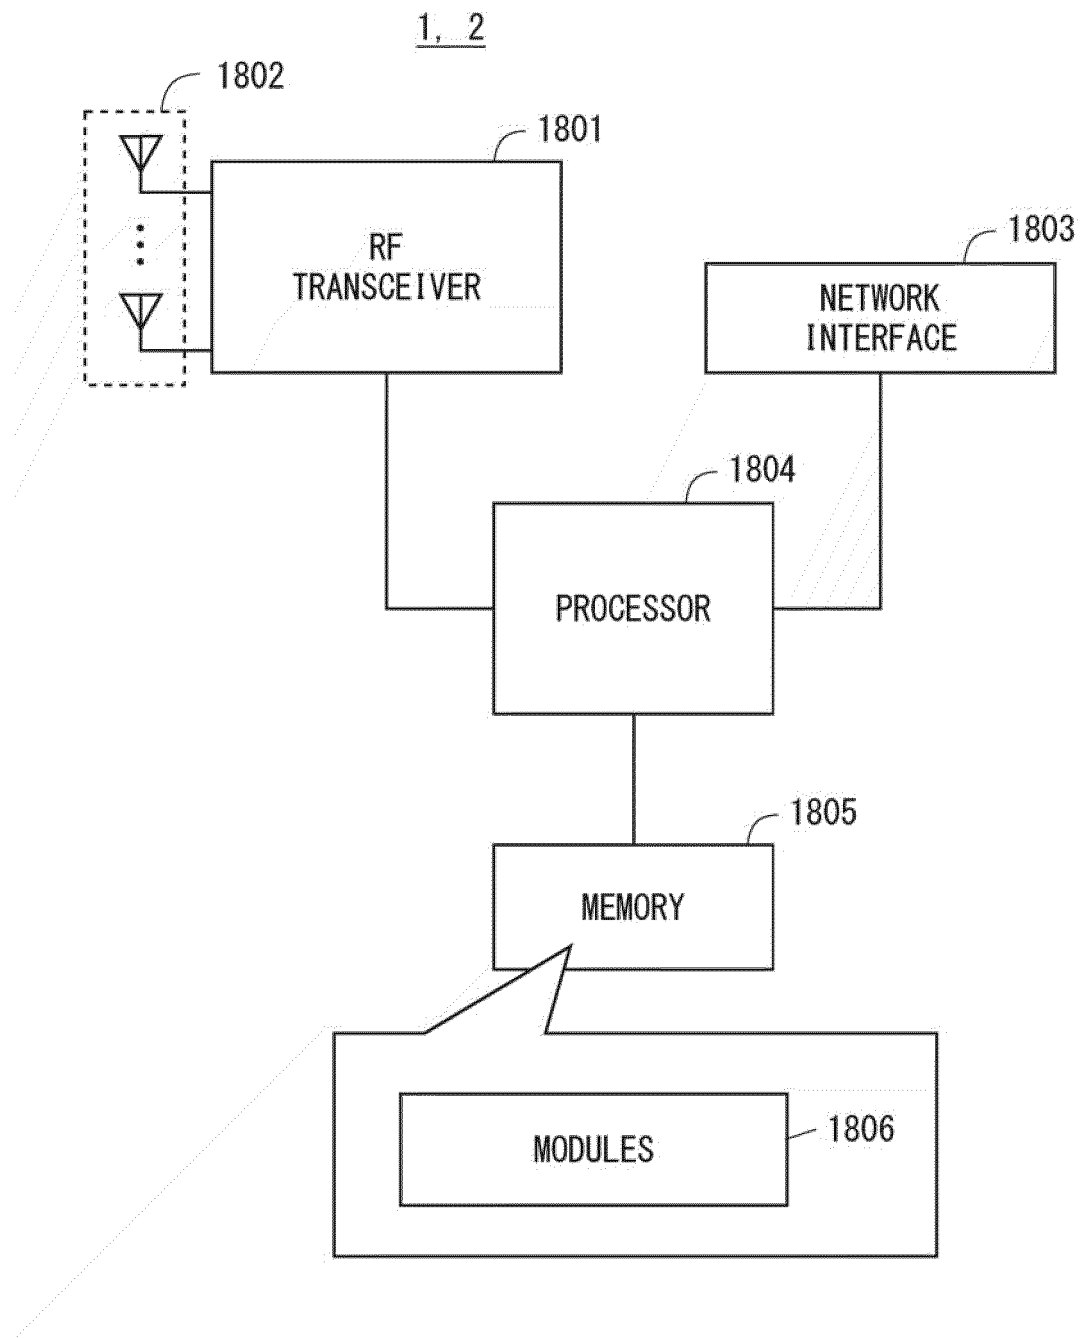 1, 2
1802
1801
RF
TRANSCEIVER
1803
NETWORK
INTERFACE
1804
PROCESSOR
1805
MEMORY
MODULES
1806